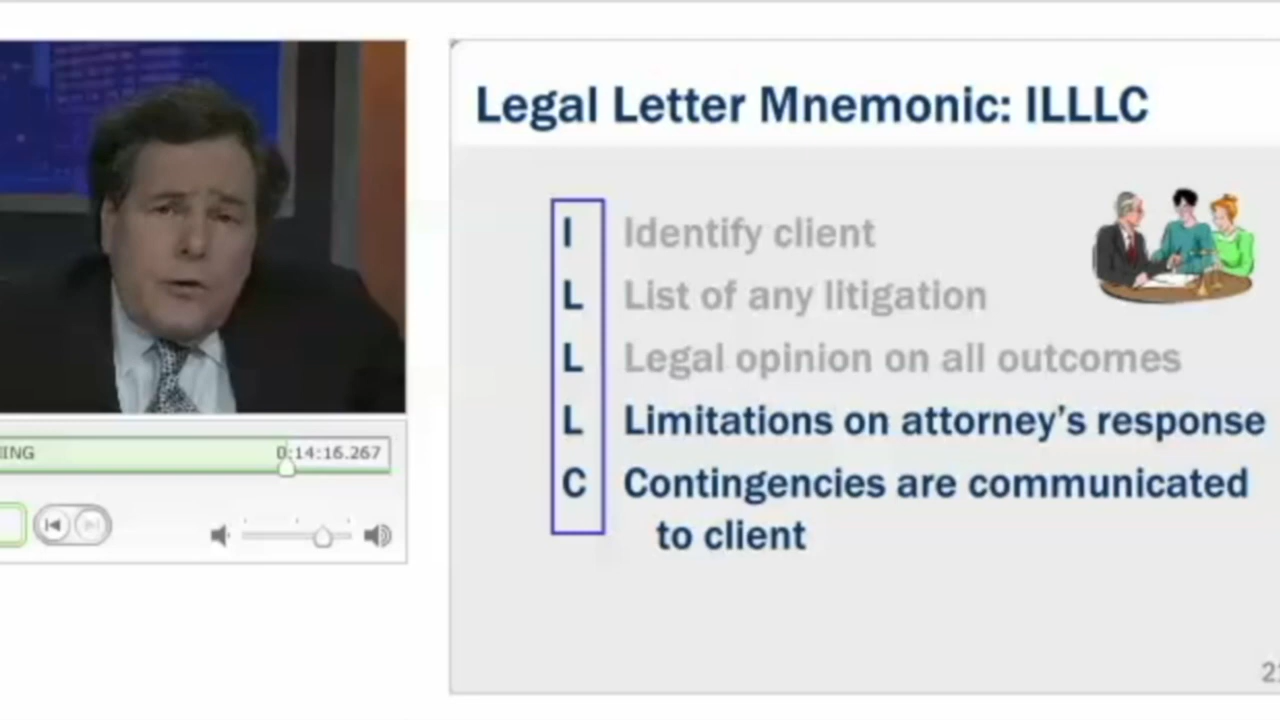 Legal Letter Mnemonic: ILLLC
I Identify client
L List of any litigation
L Legal opinion on all outcomes
L Limitations on attorney's response
C Contingencies are communicated
to client
0:14:16.267